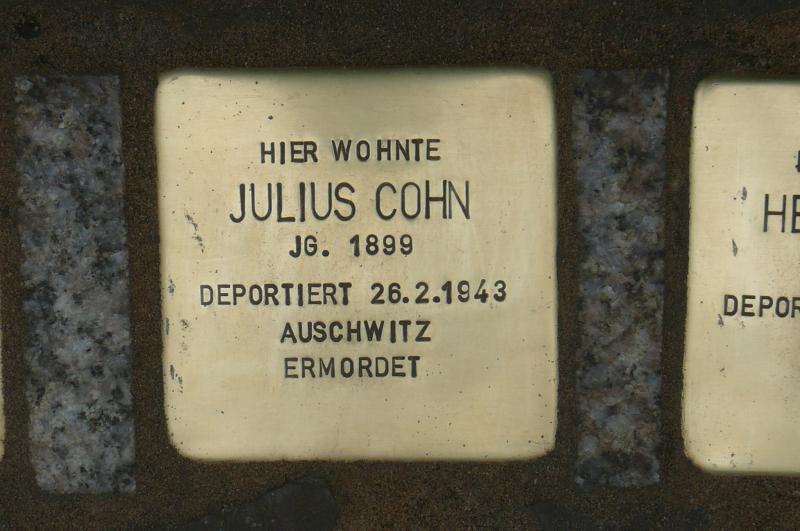 HIER WOHNTE
JULIUS COHN
JG. 1899
DEPORTIERT 26.2.1943
AUSCHWITZ
ERMORDET